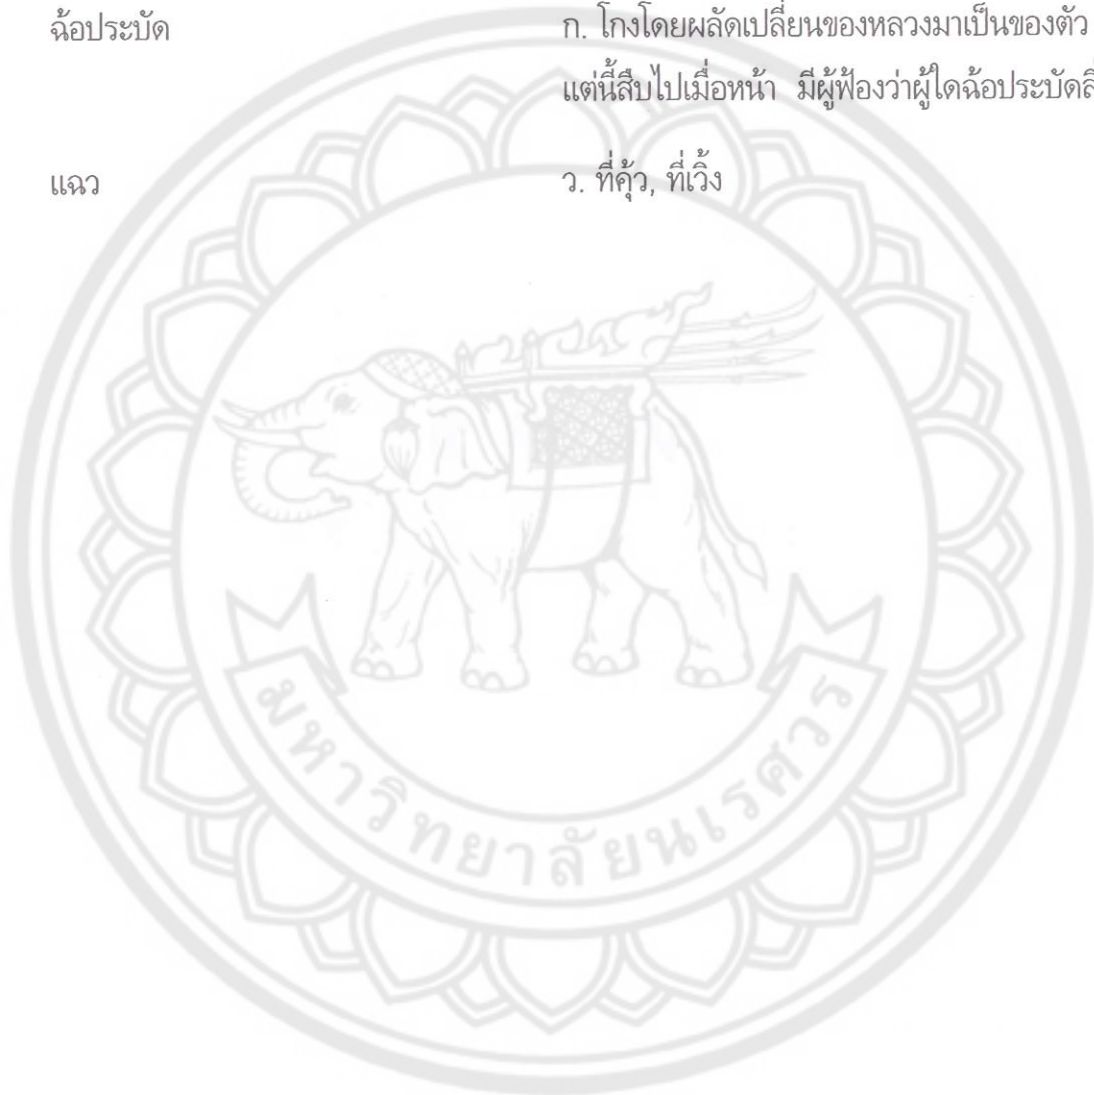 ฉ้อประบัด ก. โกงโดยผลัดเปลี่ยนของหลวงมาเป็นของตัว
แต่นี้สืบไปเมื่อหน้า มีผู้ฟ้องว่าผู้ใดฉ้อประบัด
แฉว ว. ที่คุ้ว, ที่เวิ้ง
มหาวิทยาลัยนเรศวร